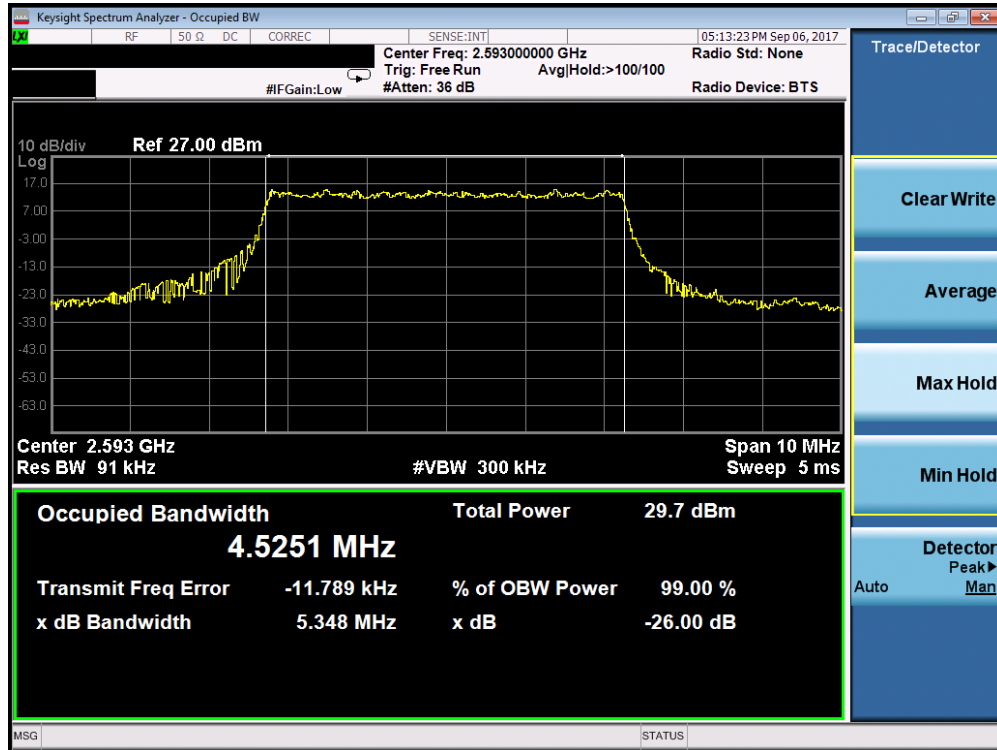 Keysight Spectrum Analyzer - Occupied BW
LXI RF 50 Ω DC CORREC SENSE:INT 05:13:23 PM Sep 06, 2017
Center Freq: 2.593000000 GHz Radio Std: None
Trig: Free Run Avg|Hold:>100/100
#IFGain:Low #Atten: 36 dB Radio Device: BTS
10 dB/div Ref 27.00 dBm
Log
17.0
7.00
-3.00
-13.0
-23.0
-33.0
-43.0
-53.0
-63.0
Center 2.593 GHz Span 10 MHz
Res BW 91 kHz #VBW 300 kHz Sweep 5 ms
Occupied Bandwidth Total Power 29.7 dBm
4.5251 MHz
Transmit Freq Error -11.789 kHz % of OBW Power 99.00 %
x dB Bandwidth 5.348 MHz x dB -26.00 dB
MSG STATUS
Trace/Detector
Clear Write
Average
Max Hold
Min Hold
Detector
Peak▶
Auto Man